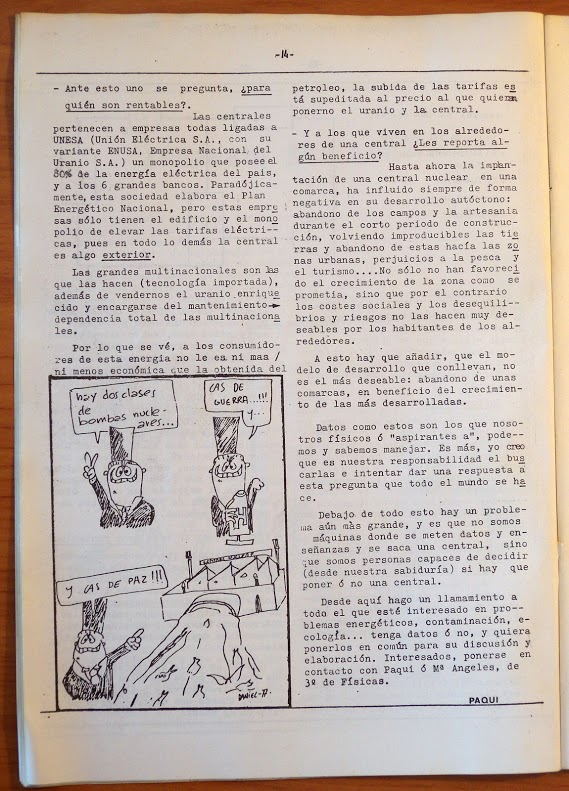 -14-
- Ante esto uno se pregunta, ¿para
quién son rentables?.
Las centrales
pertenecen a empresas todas ligadas a
UNESA (Unión Eléctrica S.A., con su
variante ENUSA, Empresa Nacional del
Uranio S.A.) un monopolio que posee el
80% de la energía eléctrica del pais,
y a los 6 grandes bancos. Paradójica-
mente, esta sociedad elabora el Plan
Energético Nacional, pero estas empre
sas sólo tienen el edificio y el mono
polio de elevar las tarifas eléctri--
cas, pues en todo lo demás la central
es algo exterior.
Las grandes multinacionales son las
que las hacen (tecnología importada),
además de vendernos el uranio enrique
cido y encargarse del mantenimiento→
dependencia total de las multinaciona
les.
Por lo que se vé, a los consumido-
res de esta energia no le es ni mas /
ni menos económica que la obtenida del
hay dos clases
de
bombas nucle-
ares...
LAS DE
GUERRA...!!!
Y...
Y LAS DE PAZ!!!
DANIEL-
petroleo, la subida de las tarifas es
tá supeditada al precio al que quieran
ponerno el uranio y la central.
- Y a los que viven en los alrededo-
res de una central ¿Les reporta al-
gún beneficio?
Hasta ahora la implan-
tación de una central nuclear en una
comarca, ha influido siempre de forma
negativa en su desarrollo autóctono:
abandono de los campos y la artesania
durante el corto periodo de construc-
ción, volviendo improducibles las tie
rras y abandono de estas hacía las zo
nas urbanas, perjuicios a la pesca y
el turismo....No sólo no han favoreci
do el crecimiento de la zona como se
prometia, sino que por el contrario
los costes sociales y los desequili--
brios y riesgos no las hacen muy de-
seables por los habitantes de los al-
rededores.
A esto hay que añadir, que el mo-
delo de desarrollo que conllevan, no
es el más deseable: abandono de unas
comarcas, en beneficio del crecimien-
to de las más desarrolladas.
Datos como estos son los que noso-
tros físicos ó "aspirantes a", pode--
mos y sabemos manejar. Es más, yo creo
que es nuestra responsabilidad el bus
carlas e intentar dar una respuesta a
esta pregunta que todo el mundo se ha
ce.
Debajo de todo esto hay un proble-
ma aún màs grande, y es que no somos
máquinas donde se meten datos y en-
señanzas y se saca una central, sino
que somos personas capaces de decidir
(desde nuestra sabiduría) si hay que
poner ó no una central.
Desde aquí hago un llamamiento a
todo el que esté interesado en pro--
blemas energéticos, contaminación, e-
cología... tenga datos ó no, y quiera
ponerlos en común para su discusión y
elaboración. Interesados, ponerse en
contacto con Paqui ó Mª Angeles, de
3º de Físicas.
PAQUI